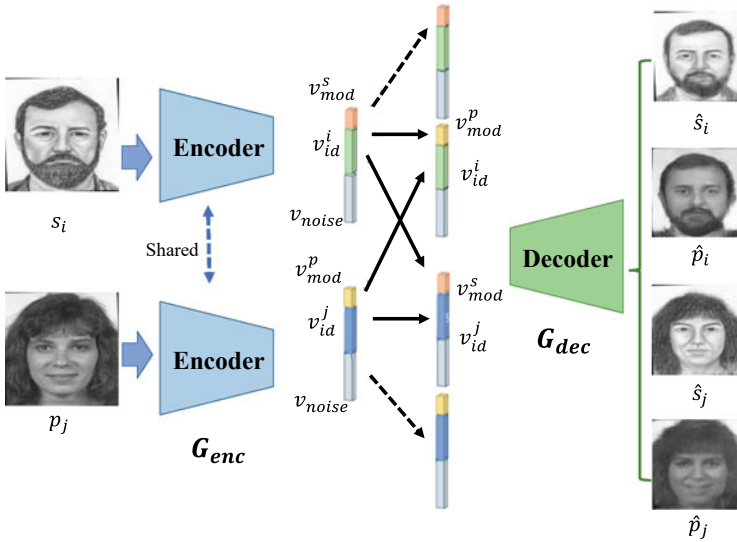 s_i
Encoder
Shared
p_j
Encoder
G_enc
v^s_mod
v^i_id
v_noise
v^p_mod
v^j_id
v_noise
v^p_mod
v^i_id
v^s_mod
v^j_id
Decoder
G_dec
ŝ_i
p̂_i
ŝ_j
p̂_j